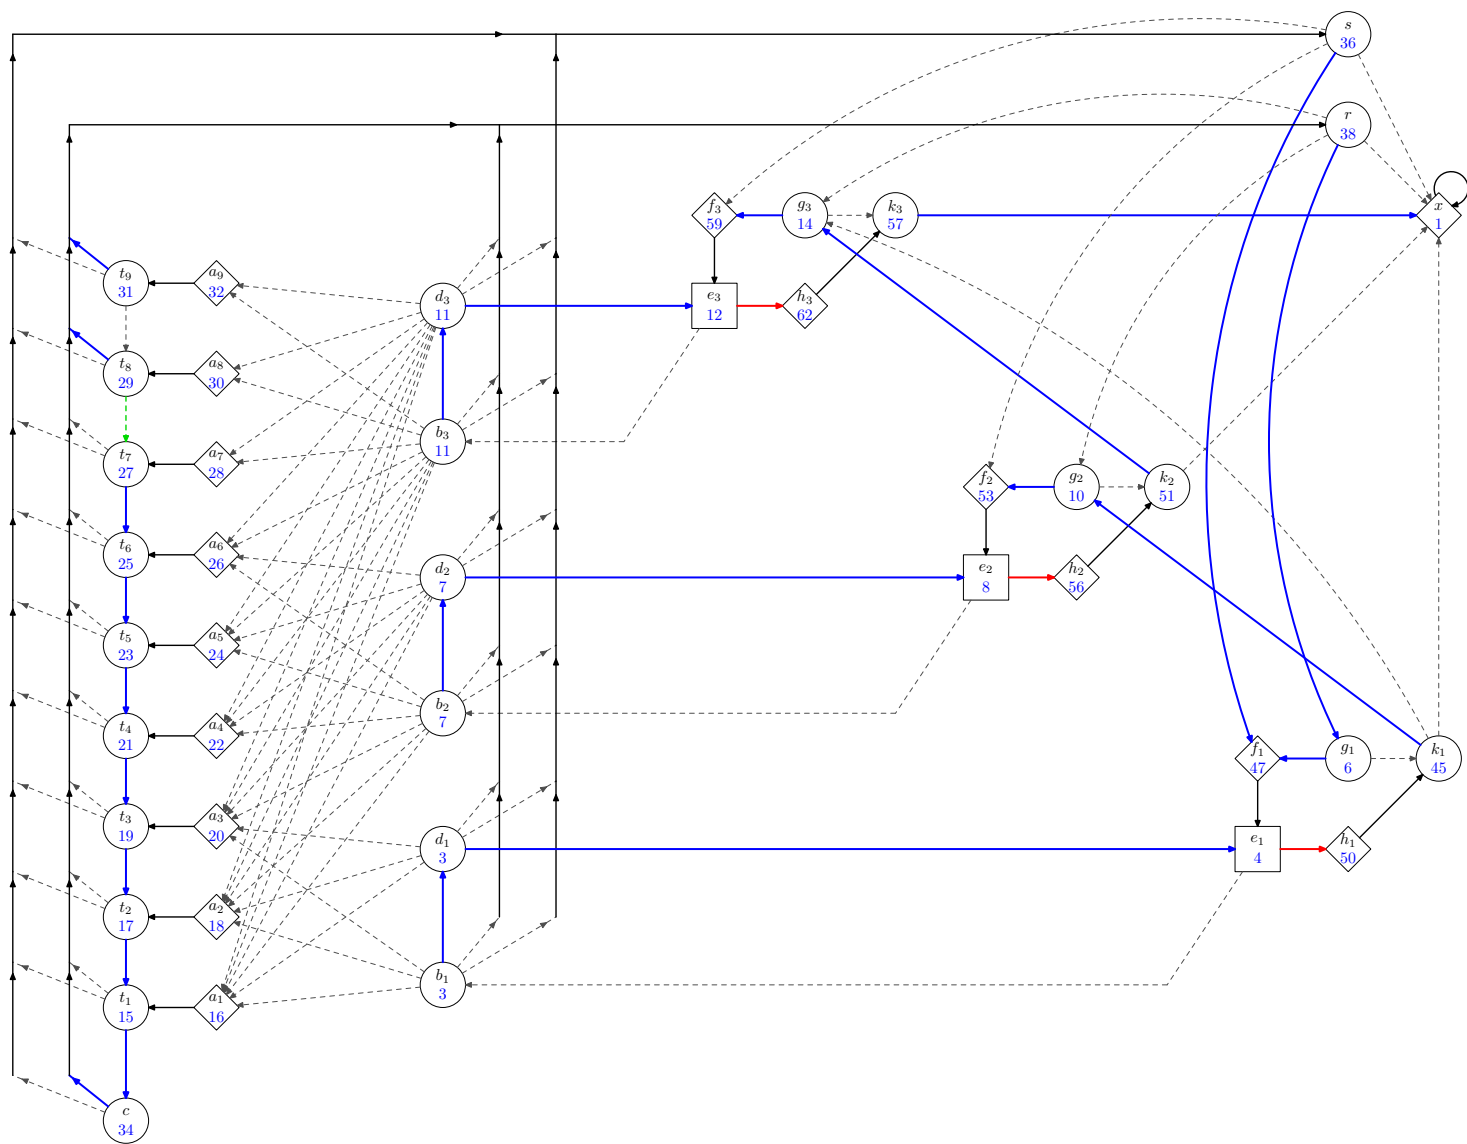 s
36
r
38
f₃
59
g₃
14
k₃
57
x
1
t₉
31
a₉
32
d₃
11
e₃
12
h₃
62
t₈
29
a₈
30
b₃
11
t₇
27
a₇
28
f₂
53
g₂
10
k₂
51
t₆
25
a₆
26
d₂
7
e₂
8
h₂
56
t₅
23
a₅
24
b₂
7
t₄
21
a₄
22
f₁
47
g₁
6
k₁
45
t₃
19
a₃
20
d₁
3
e₁
4
h₁
50
t₂
17
a₂
18
b₁
3
t₁
15
a₁
16
c
34